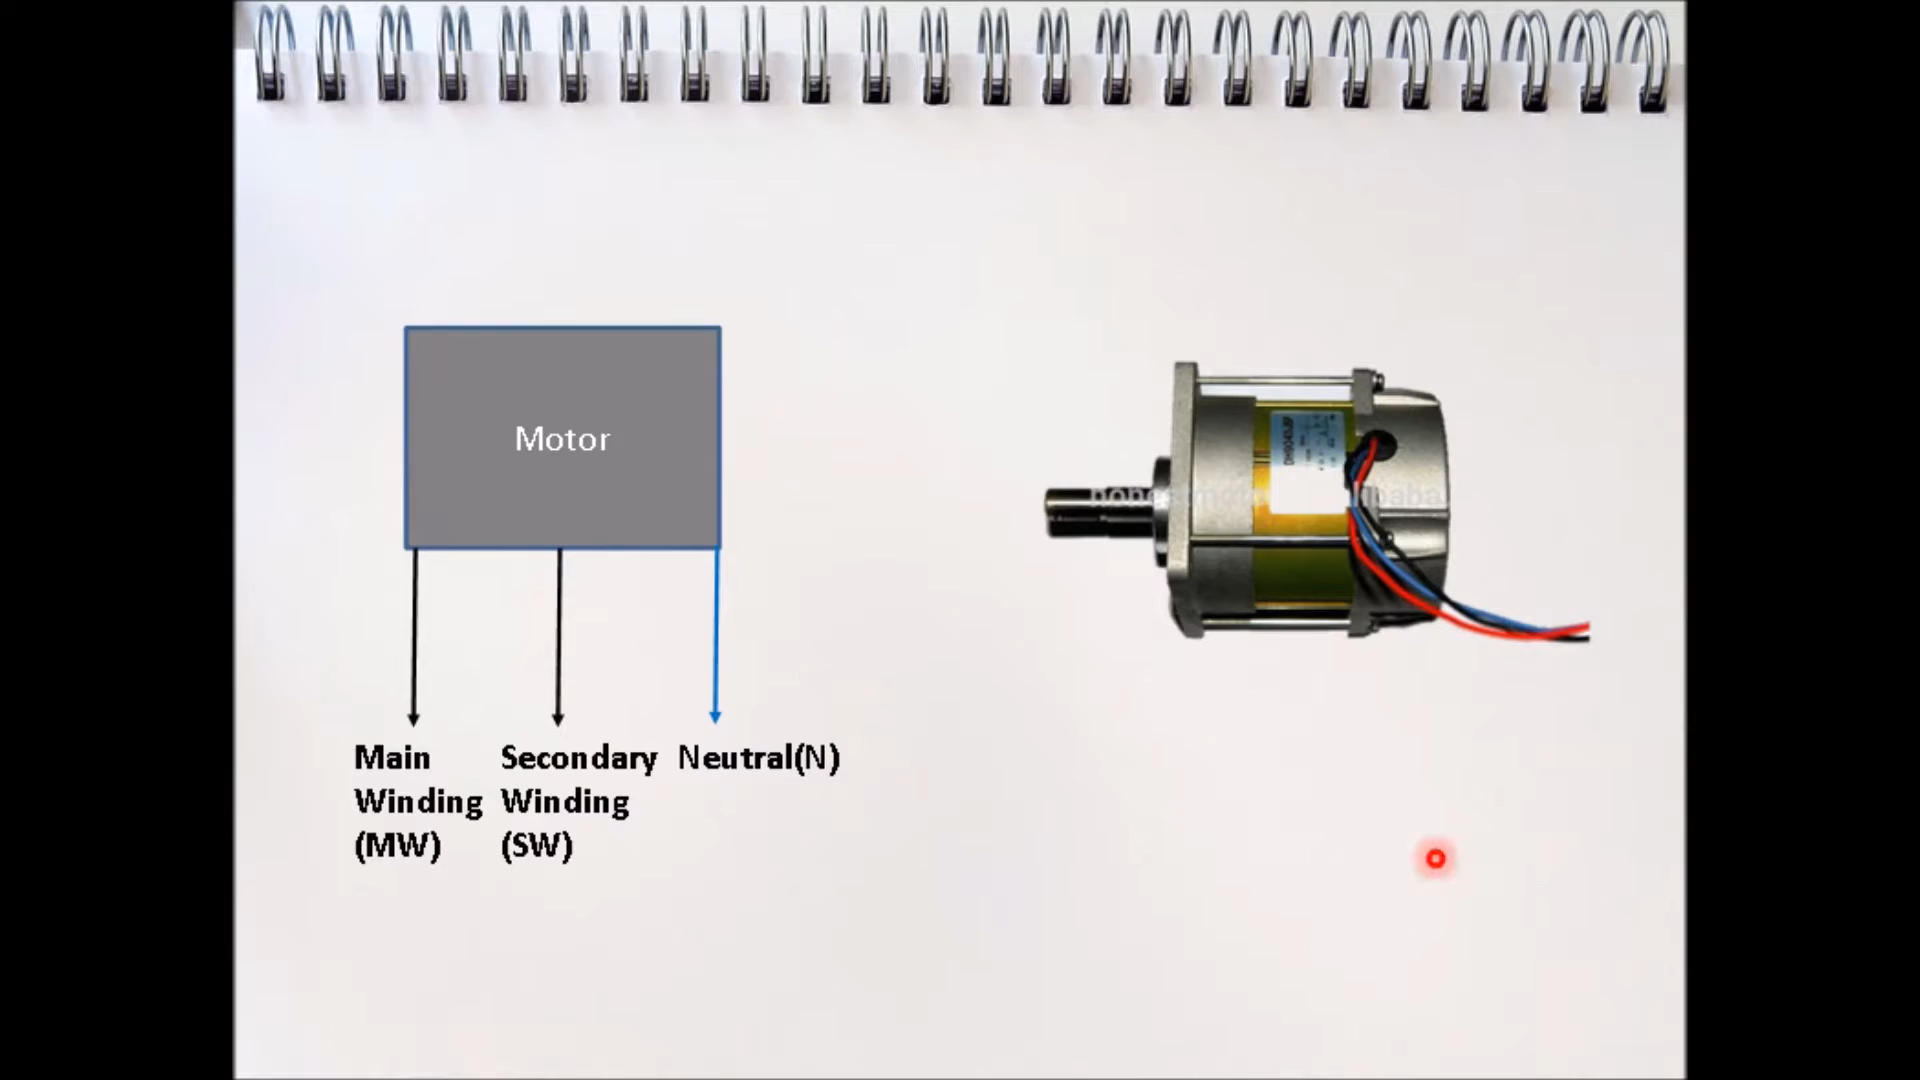 Motor
Main
Winding
(MW)
Secondary
Winding
(SW)
Neutral(N)